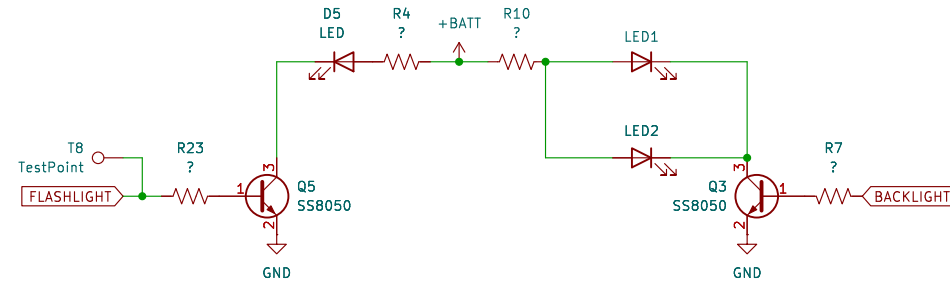 D5
LED
R4
?
+BATT
R10
?
LED1
LED2
T8
TestPoint
R23
?
FLASHLIGHT
1
3
2
Q5
SS8050
GND
Q3
SS8050
3
1
2
GND
R7
?
BACKLIGHT